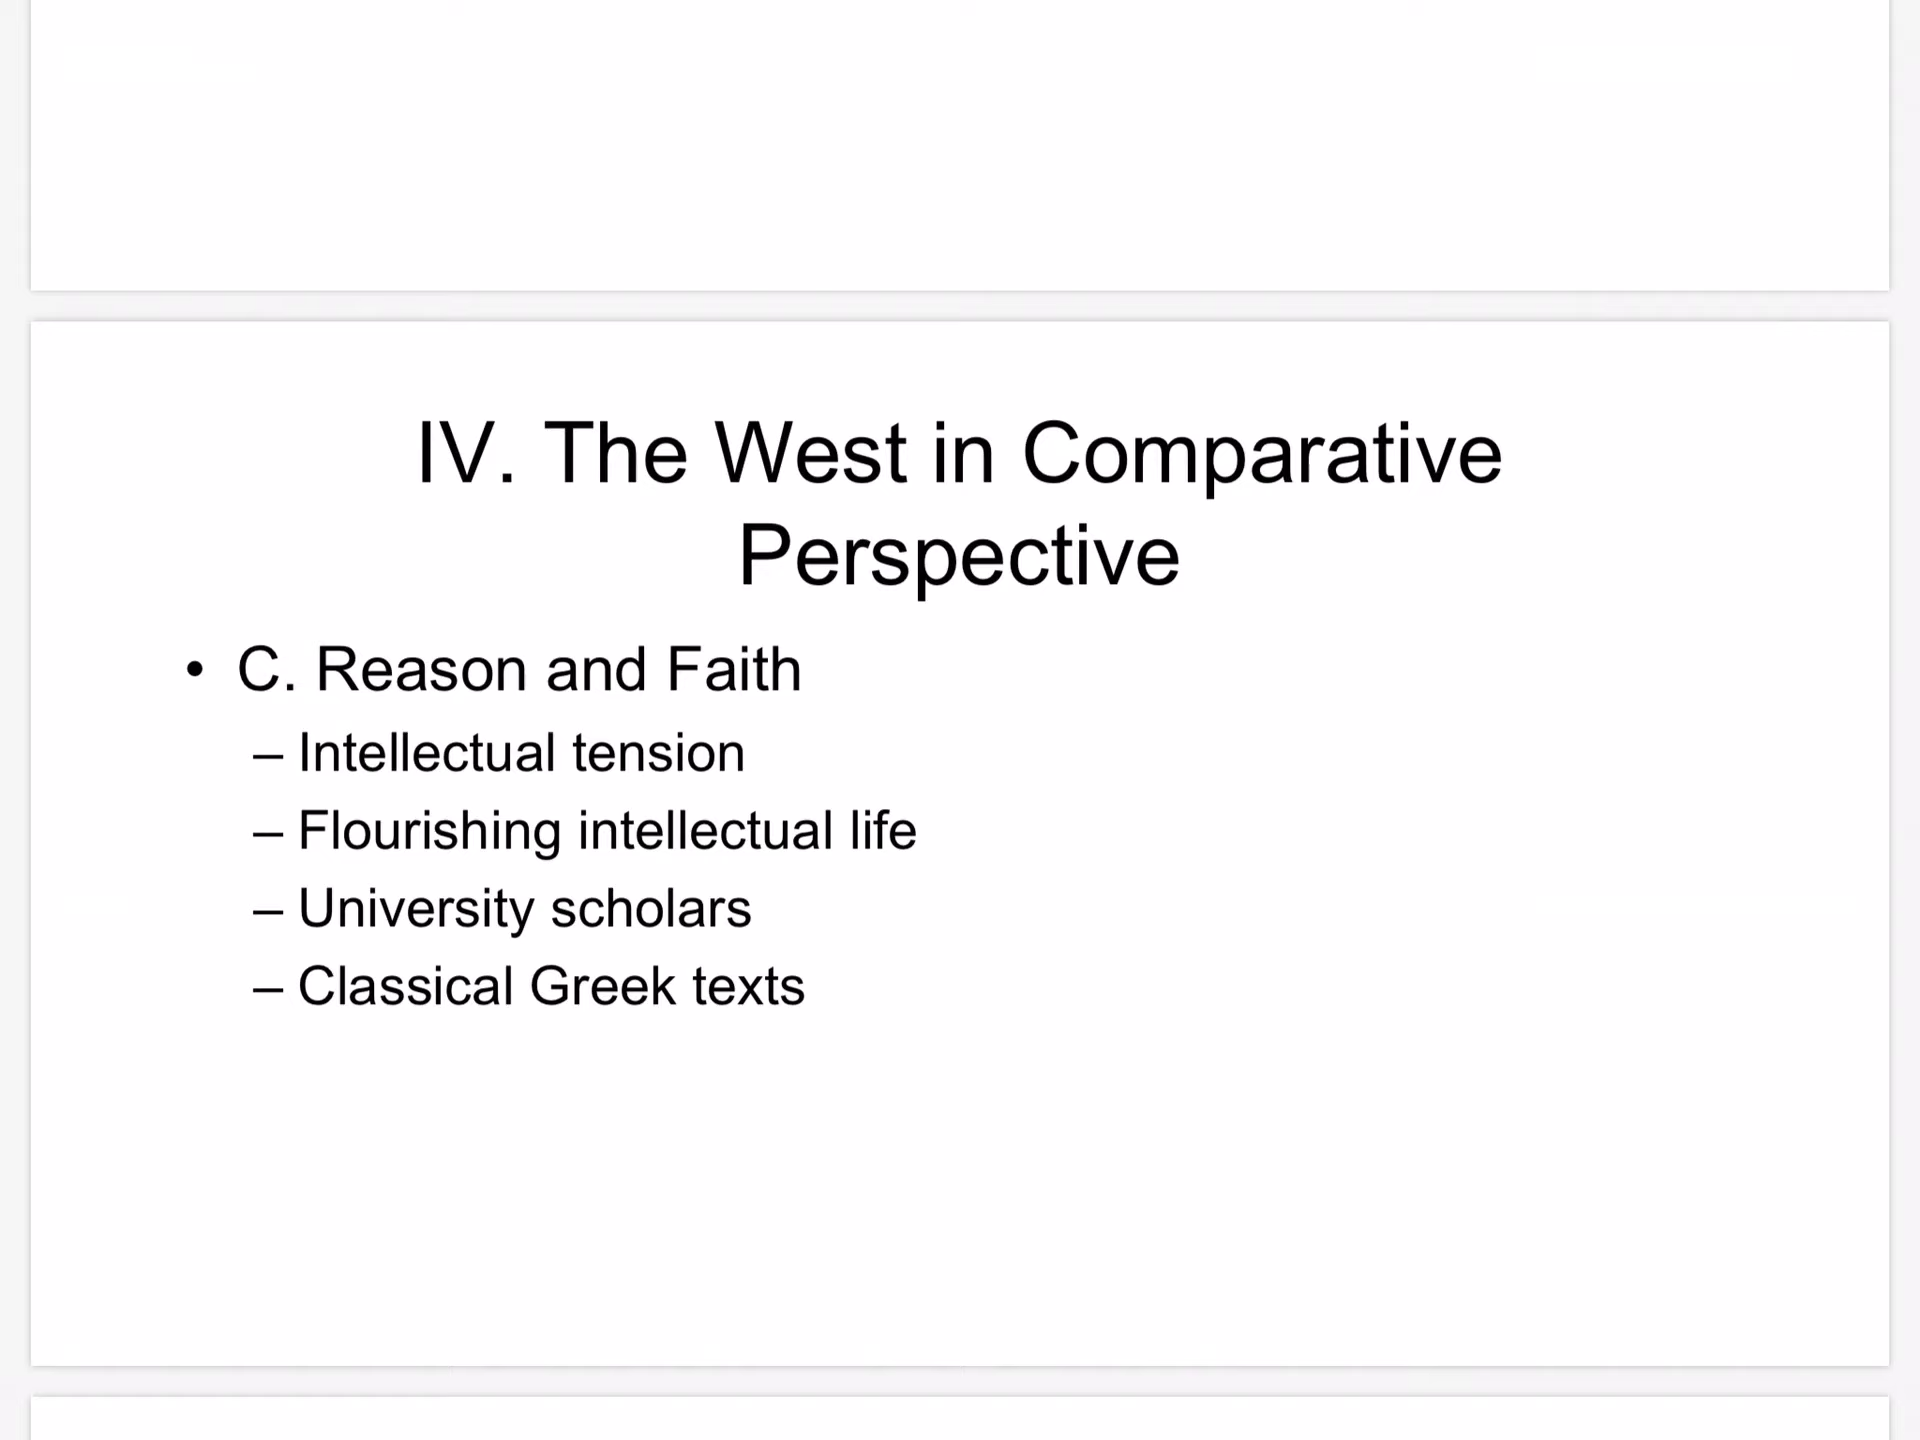 IV. The West in Comparative
Perspective
• C. Reason and Faith
– Intellectual tension
– Flourishing intellectual life
– University scholars
– Classical Greek texts